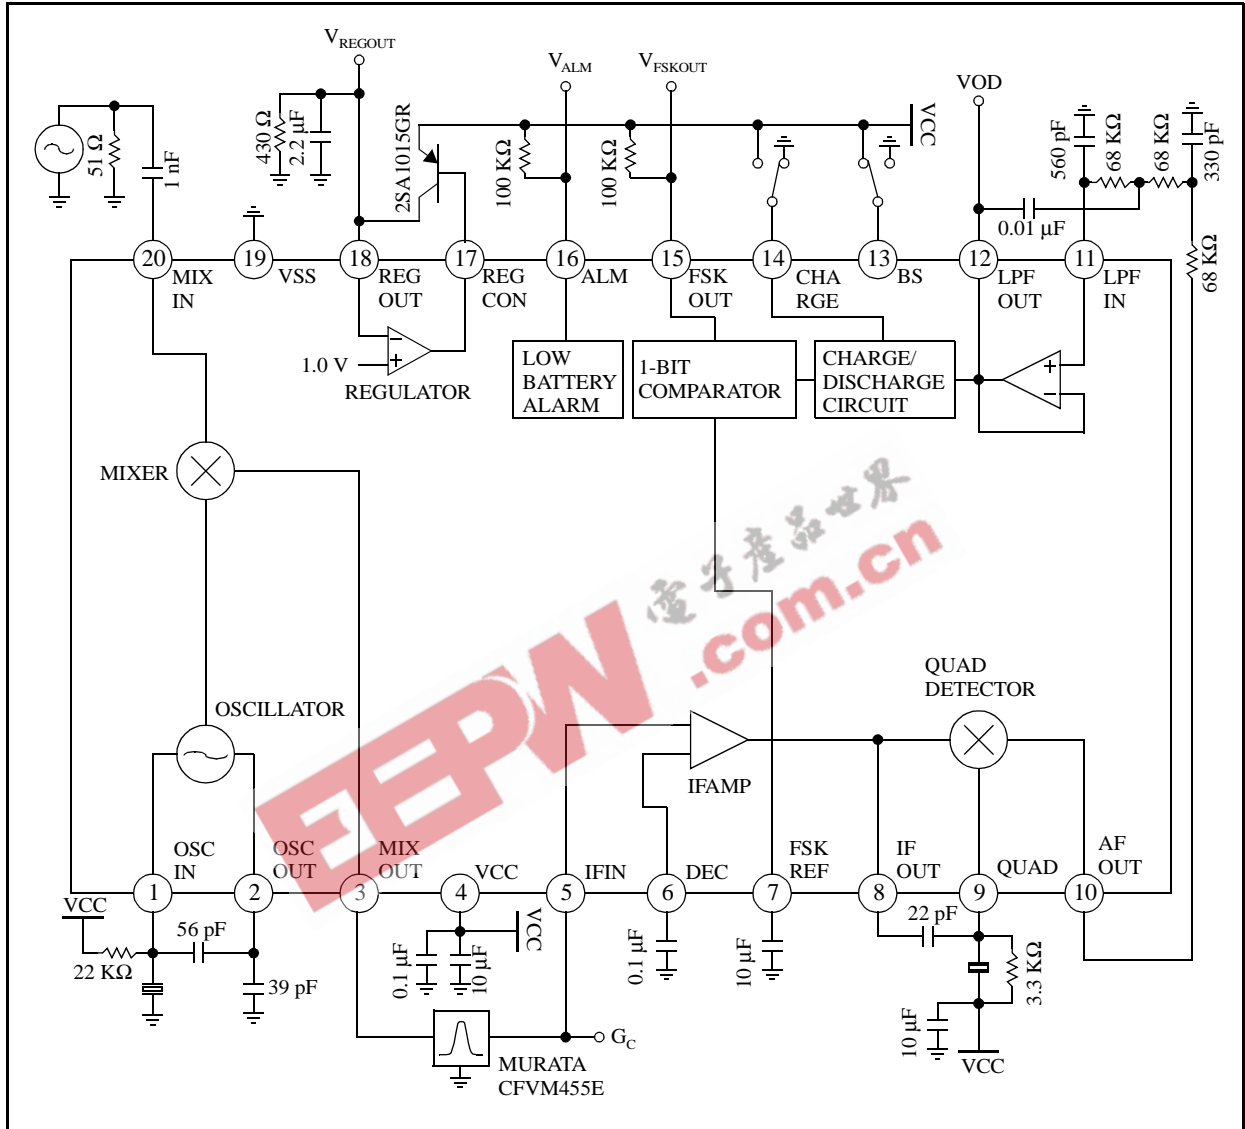 V_REGOUT
V_ALM
V_FSKOUT
VOD
VCC
51 Ω
1 nF
430 Ω
2.2 µF
2SA1015GR
100 KΩ
100 KΩ
560 pF
68 KΩ
68 KΩ
330 pF
0.01 µF
68 KΩ
20
19
18
17
16
15
14
13
12
11
MIX
IN
VSS
REG
OUT
REG
CON
ALM
FSK
OUT
CHA
RGE
BS
LPF
OUT
LPF
IN
1.0 V
−
+
REGULATOR
LOW
BATTERY
ALARM
1-BIT
COMPARATOR
CHARGE/
DISCHARGE
CIRCUIT
+
−
MIXER
電子產品世界
.com.cn
EEPW
OSCILLATOR
IFAMP
QUAD
DETECTOR
OSC
IN
OSC
OUT
MIX
OUT
VCC
IFIN
DEC
FSK
REF
IF
OUT
QUAD
AF
OUT
1
2
3
4
5
6
7
8
9
10
VCC
22 KΩ
56 pF
39 pF
0.1 µF
10 µF
VCC
0.1 µF
10 µF
22 pF
3.3 KΩ
10 µF
VCC
G_C
MURATA
CFVM455E